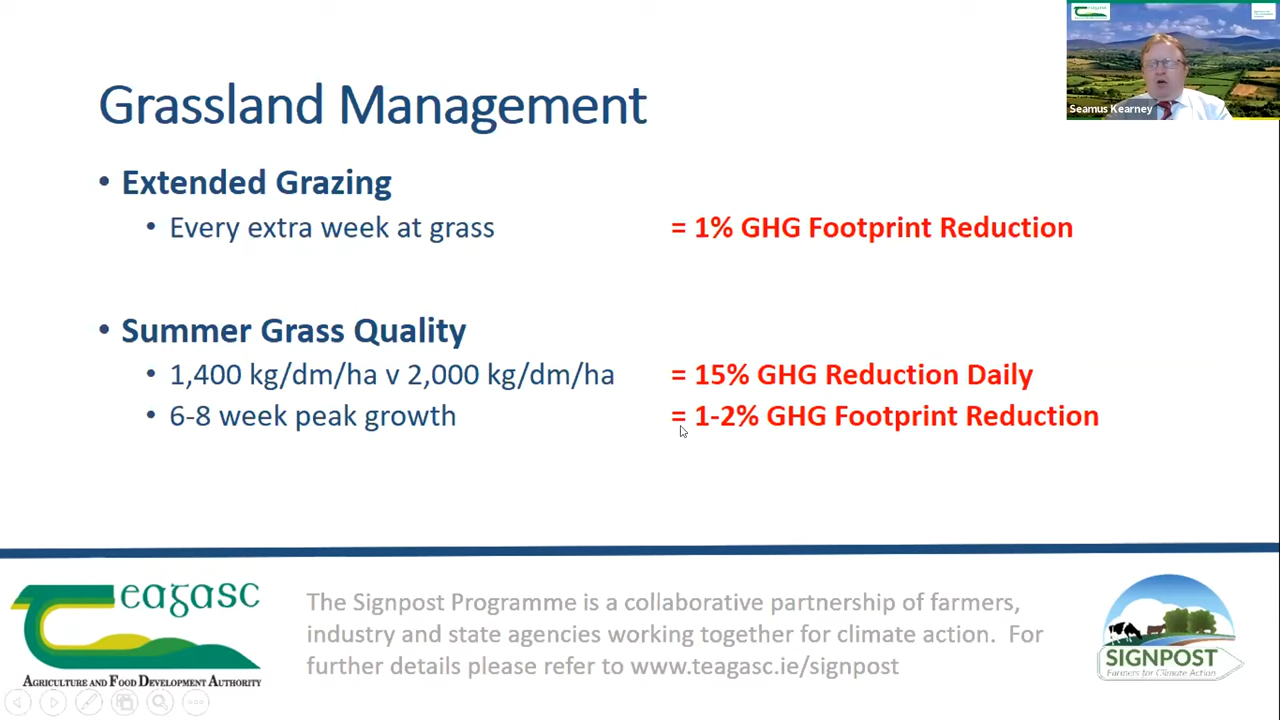 teagasc
Seamus Kearney
Grassland Management
• Extended Grazing
• Every extra week at grass = 1% GHG Footprint Reduction
• Summer Grass Quality
• 1,400 kg/dm/ha v 2,000 kg/dm/ha = 15% GHG Reduction Daily
• 6-8 week peak growth = 1-2% GHG Footprint Reduction
eagasc
AGRICULTURE AND FOOD DEVELOPMENT AUTHORITY
The Signpost Programme is a collaborative partnership of farmers,
industry and state agencies working together for climate action. For
further details please refer to www.teagasc.ie/signpost
SIGNPOST
Farmers for Climate Action